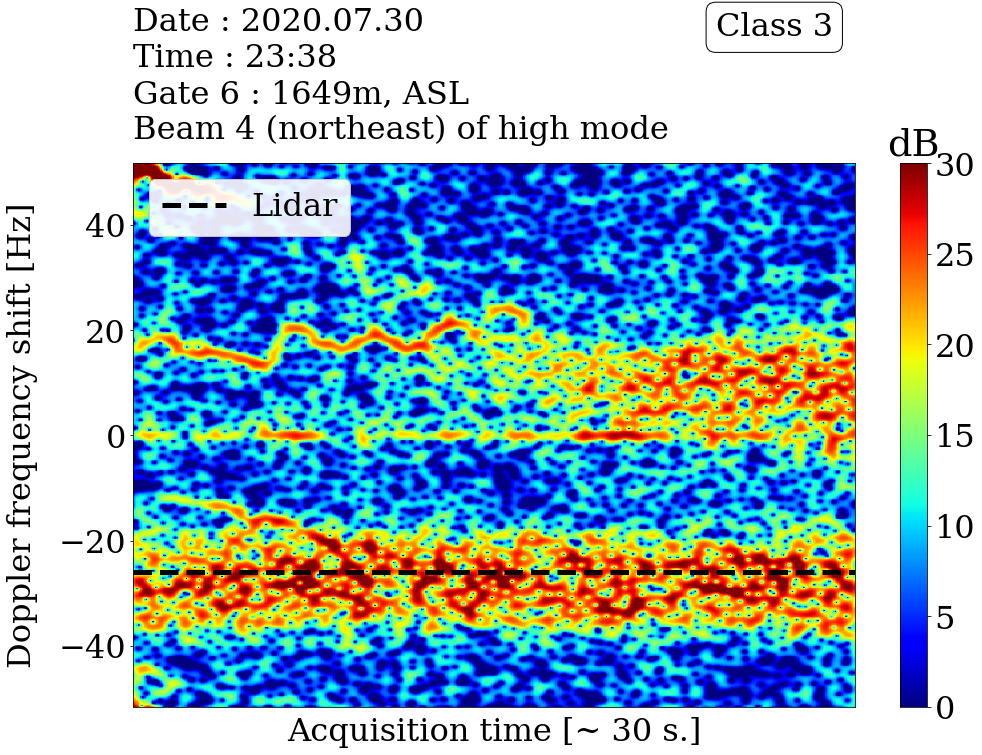 Date : 2020.07.30
Time : 23:38
Gate 6 : 1649m, ASL
Beam 4 (northeast) of high mode
Class 3
dB
Lidar
Doppler frequency shift [Hz]
40
20
0
−20
−40
30
25
20
15
10
5
0
Acquisition time [~ 30 s.]